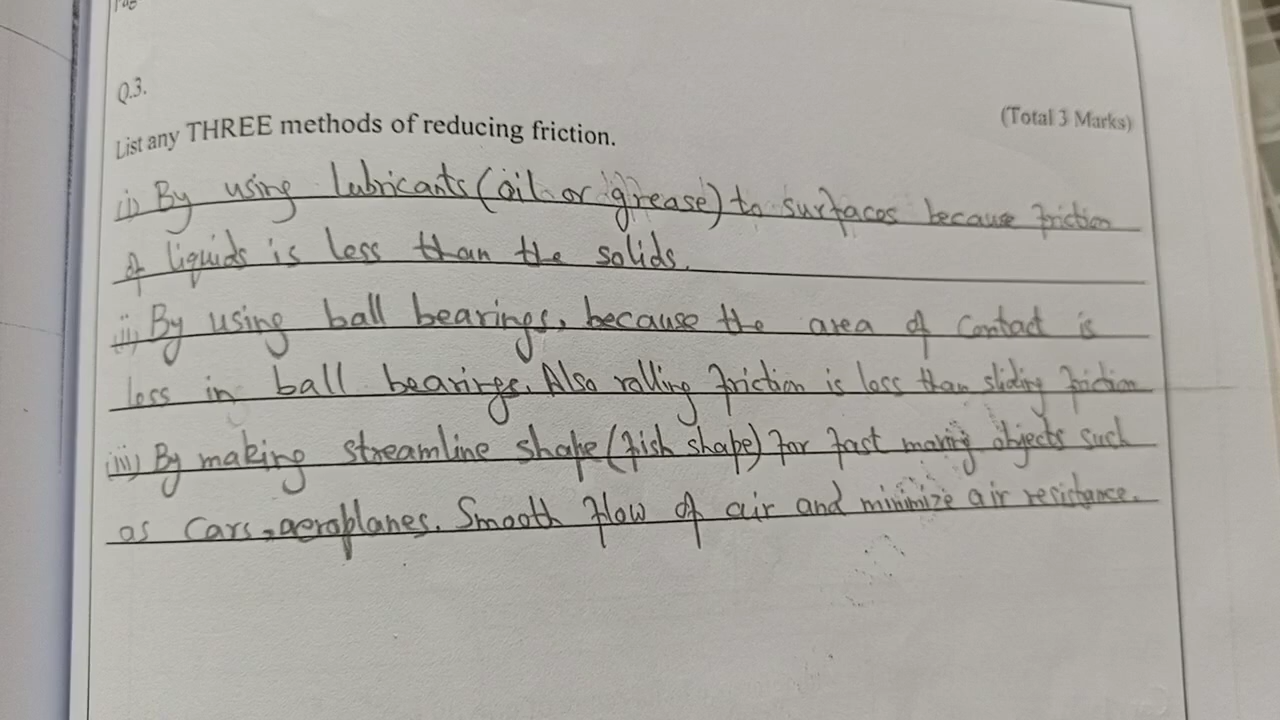 Pag
Q.3.
(Total 3 Marks)
List any THREE methods of reducing friction.
i) By using lubricants (oil or grease) to surfaces because friction
of liquids is less than the solids.
ii) By using ball bearings, because the area of contact is
less in ball bearings. Also rolling friction is less than sliding friction
iii) By making streamline shape (fish shape) for fast moving objects such
as cars, aeroplanes. Smooth flow of air and minimize air resistance.